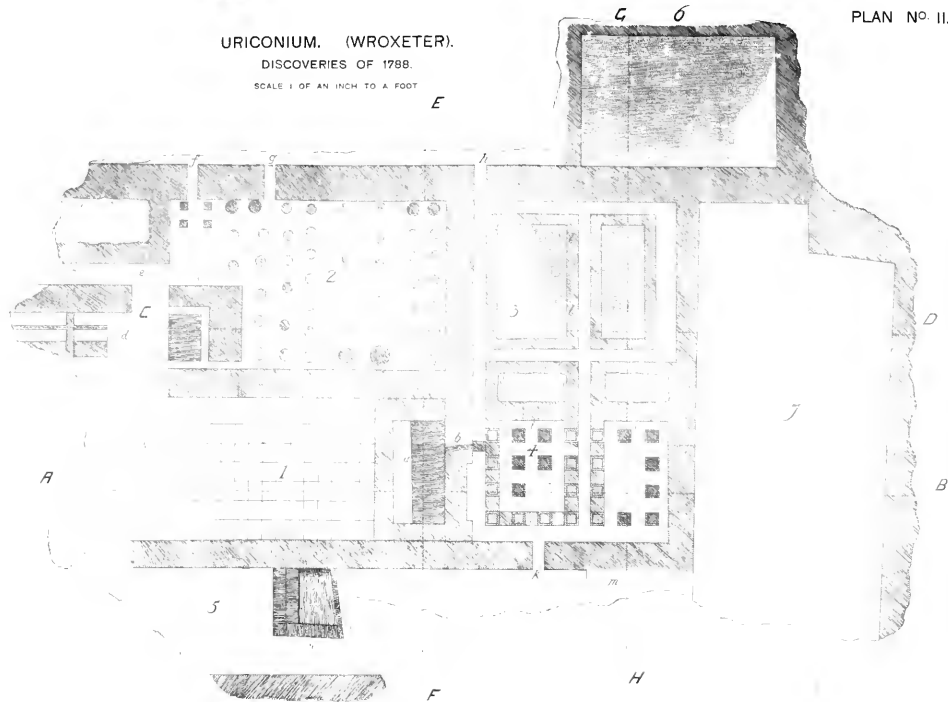 PLAN No. II.
URICONIUM. (WROXETER).
DISCOVERIES OF 1788.
SCALE 1 OF AN INCH TO A FOOT
G 6
E
f g h
e
2
C
3
d
D
7
b
4
1
A
B
k
m
5
H
F